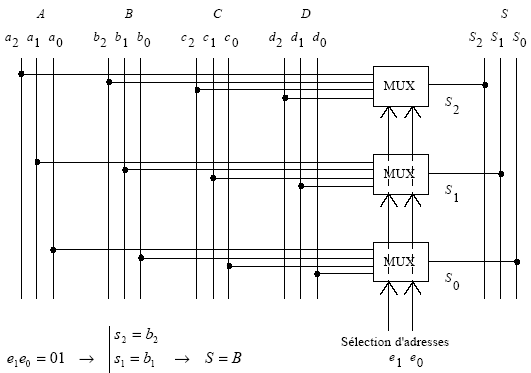 A B C D S
a2 a1 a0 b2 b1 b0 c2 c1 c0 d2 d1 d0 S2 S1 S0
MUX
S2
MUX
S1
MUX
S0
Sélection d'adresses
e1 e0
s2 = b2
e1e0 = 01 → s1 = b1 → S = B